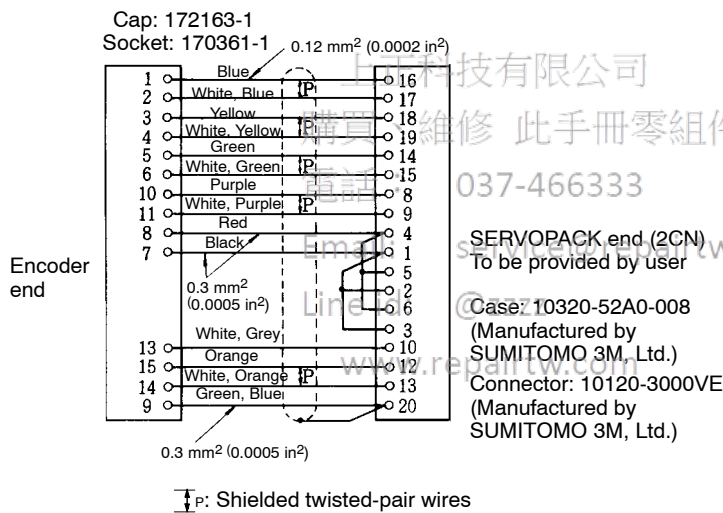 Cap: 172163-1
Socket: 170361-1
0.12 mm² (0.0002 in²)
1 Blue 16
2 White, Blue P 17
3 Yellow 18
4 White, Yellow P 19
5 Green 14
6 White, Green P 15
10 Purple 8
11 White, Purple P 9
8 Red 4
7 Black 1
5
2
6
3
Encoder
end
0.3 mm²
(0.0005 in²)
13 White, Grey 10
15 Orange 12
14 White, Orange P 13
9 Green, Blue 20
0.3 mm² (0.0005 in²)
SERVOPACK end (2CN)
To be provided by user
Case: 10320-52A0-008
(Manufactured by
SUMITOMO 3M, Ltd.)
Connector: 10120-3000VE
(Manufactured by
SUMITOMO 3M, Ltd.)
P: Shielded twisted-pair wires
上正科技有限公司
購買、維修 此手冊零組件
電話: 037-466333
Email: service@repairtw
Line id: @zzzz
www.repairtw.com